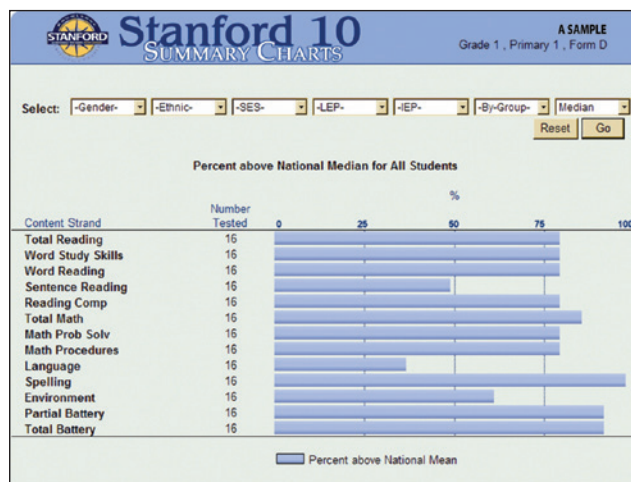 STANFORD
Stanford 10
SUMMARY CHARTS
A SAMPLE
Grade 1 , Primary 1 , Form D
Select: -Gender- -Ethnic- -SES- -LEP- -IEP- -By-Group- Median
Reset Go
Percent above National Median for All Students
%
Content Strand Number Tested 0 25 50 75 100
Total Reading 16
Word Study Skills 16
Word Reading 16
Sentence Reading 16
Reading Comp 16
Total Math 16
Math Prob Solv 16
Math Procedures 16
Language 16
Spelling 16
Environment 16
Partial Battery 16
Total Battery 16
Percent above National Mean